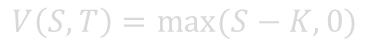 V(S,T) = max(S − K, 0)